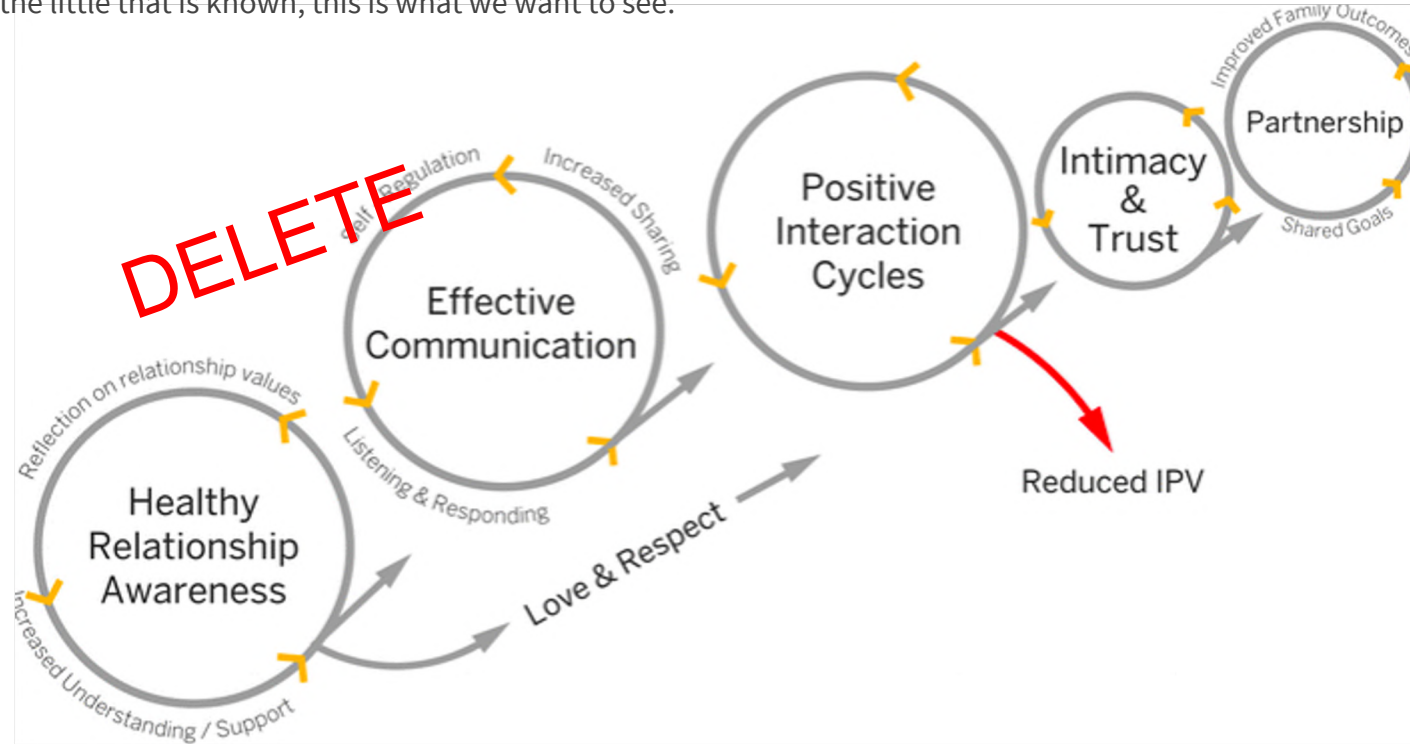 the little that is known, this is what we want to see.
DELETE
Reflection on relationship values
Healthy
Relationship
Awareness
Increased Understanding / Support
Self Regulation
Increased Sharing
Effective
Communication
Listening & Responding
Love & Respect
Positive
Interaction
Cycles
Reduced IPV
Intimacy
&
Trust
Improved Family Outcomes
Partnership
Shared Goals